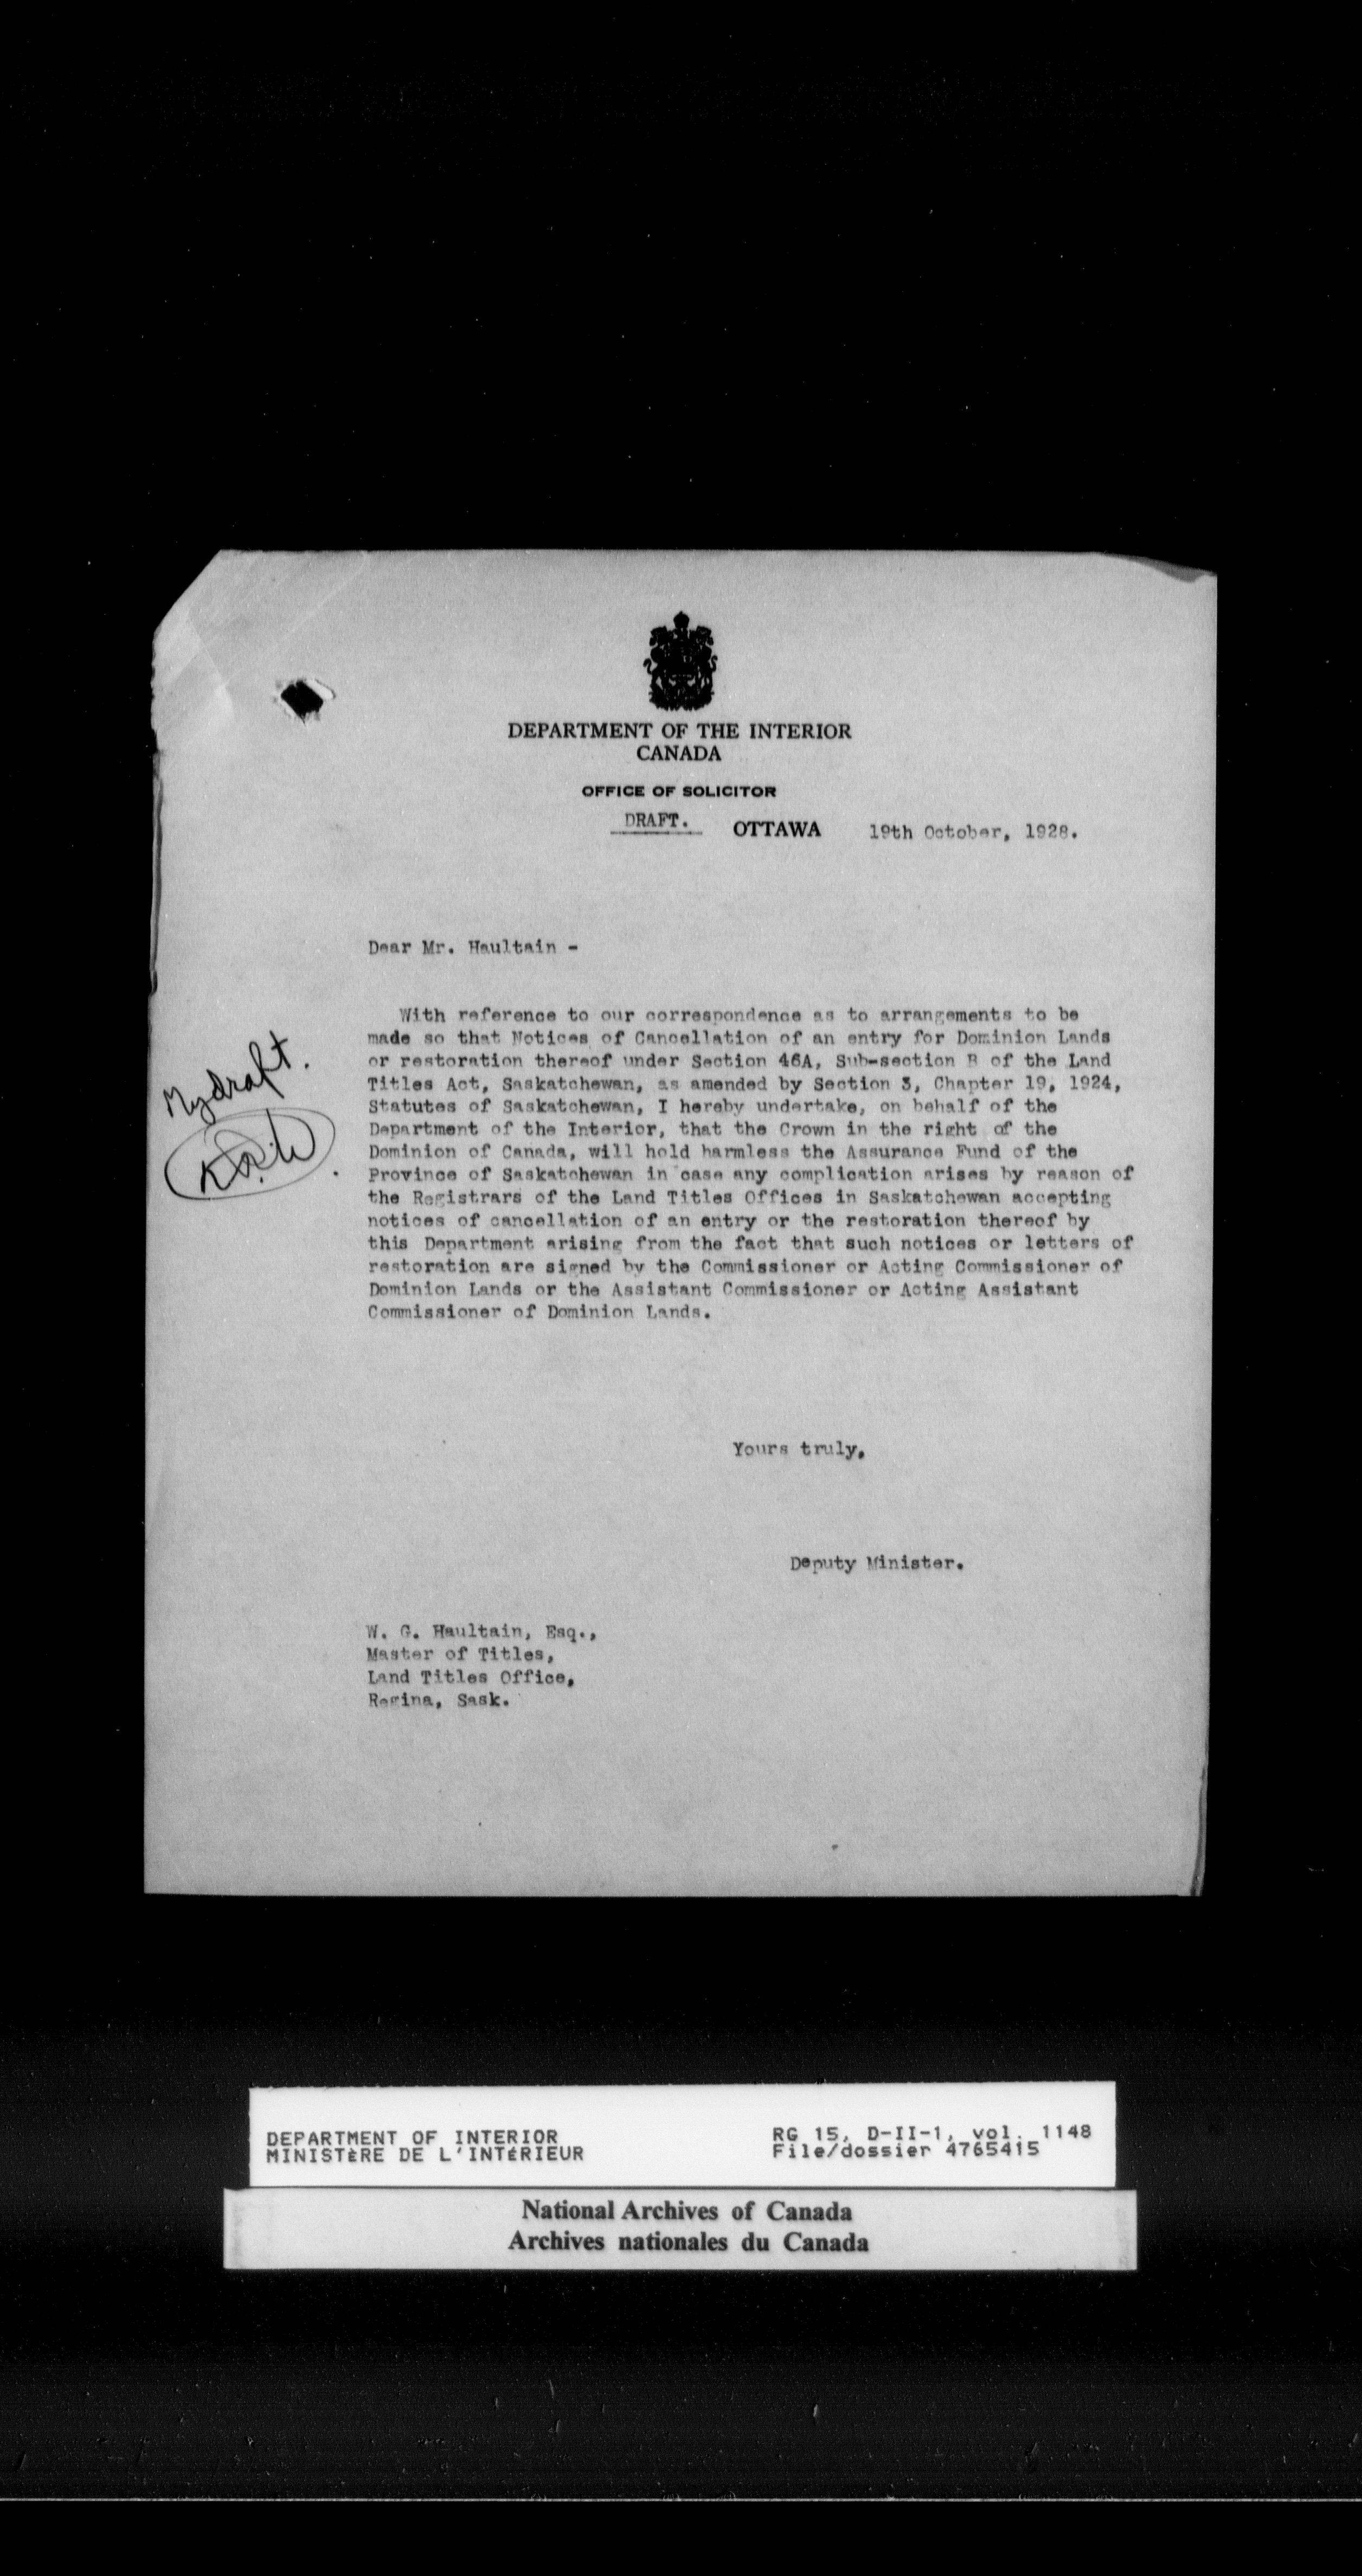 DEPARTMENT OF THE INTERIOR
CANADA
OFFICE OF SOLICITOR
DRAFT. OTTAWA 19th October, 1928.
Dear Mr. Haultain -
With reference to our correspondence as to arrangements to be
made so that Notices of Cancellation of an entry for Dominion Lands
or restoration thereof under Section 46A, Sub-section B of the Land
Titles Act, Saskatchewan, as amended by Section 3, Chapter 19, 1924,
Statutes of Saskatchewan, I hereby undertake, on behalf of the
Department of the Interior, that the Crown in the right of the
Dominion of Canada, will hold harmless the Assurance Fund of the
Province of Saskatchewan in case any complication arises by reason of
the Registrars of the Land Titles Offices in Saskatchewan accepting
notices of cancellation of an entry or the restoration thereof by
this Department arising from the fact that such notices or letters of
restoration are signed by the Commissioner or Acting Commissioner of
Dominion Lands or the Assistant Commissioner or Acting Assistant
Commissioner of Dominion Lands.
My draft.
Yours truly,
Deputy Minister.
W. G. Haultain, Esq.,
Master of Titles,
Land Titles Office,
Regina, Sask.
DEPARTMENT OF INTERIOR
MINISTÈRE DE L'INTÉRIEUR
RG 15, D-II-1, vol. 1148
File/dossier 4765415
National Archives of Canada
Archives nationales du Canada